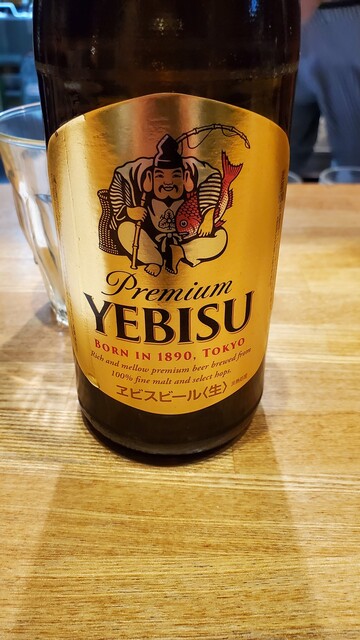 Premium
YEBISU
BORN IN 1890, TOKYO
Rich and mellow premium beer brewed from
100% fine malt and select hops.
ヱビスビール〈生〉